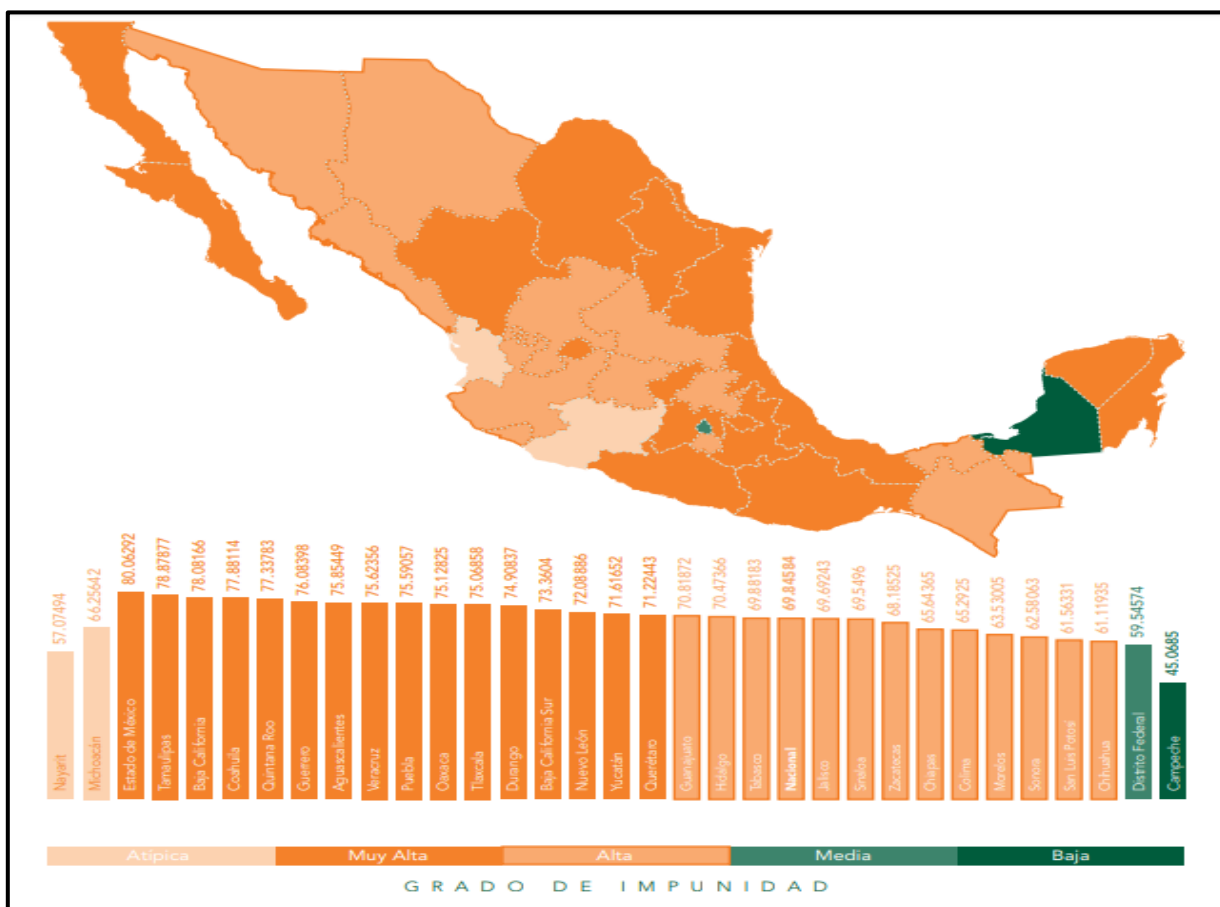 57.07494
66.25642
80.06292
78.87877
78.08166
77.88114
77.33783
76.08398
75.85449
75.62356
75.59057
75.12825
75.06858
74.90837
73.3604
72.08886
71.61652
71.22443
70.81872
70.47366
69.88183
69.84584
69.69243
69.5496
68.18525
65.64365
65.2925
63.53005
62.58063
61.56331
61.11935
59.54574
45.0685
Nayarit
Michoacán
Estado de México
Tamaulipas
Baja California
Coahuila
Quintana Roo
Guerrero
Aguascalientes
Veracruz
Puebla
Oaxaca
Tlaxcala
Durango
Baja California Sur
Nuevo León
Yucatán
Querétaro
Guanajuato
Hidalgo
Tabasco
Nacional
Jalisco
Sinaloa
Zacatecas
Chiapas
Colima
Morelos
Sonora
San Luis Potosí
Chihuahua
Distrito Federal
Campeche
Atípica Muy Alta Alta Media Baja
GRADO DE IMPUNIDAD